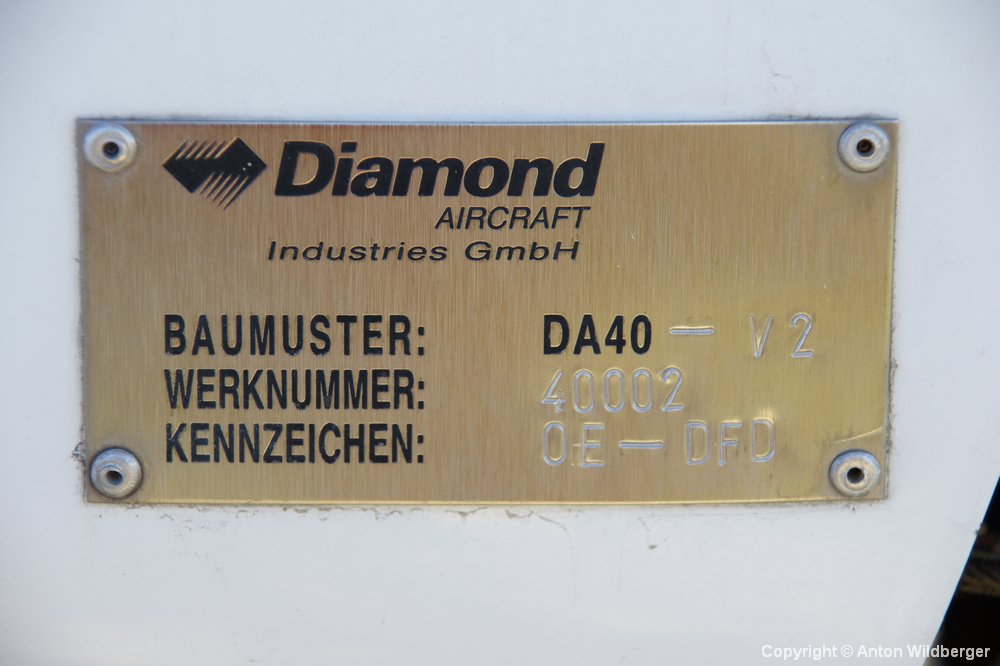 Diamond
AIRCRAFT
Industries GmbH
BAUMUSTER: DA40 - V2
WERKNUMMER: 40002
KENNZEICHEN: OE - DFD
Copyright © Anton Wildberger